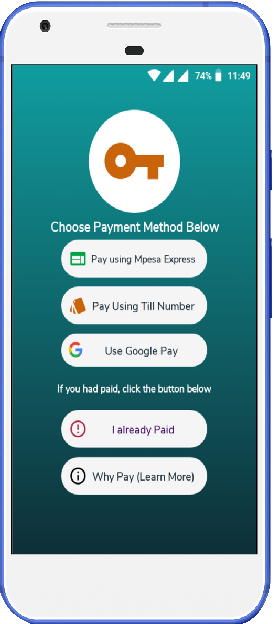 74% 11:49
Choose Payment Method Below
Pay using Mpesa Express
Pay Using Till Number
Use Google Pay
If you had paid, click the button below
I already Paid
Why Pay (Learn More)